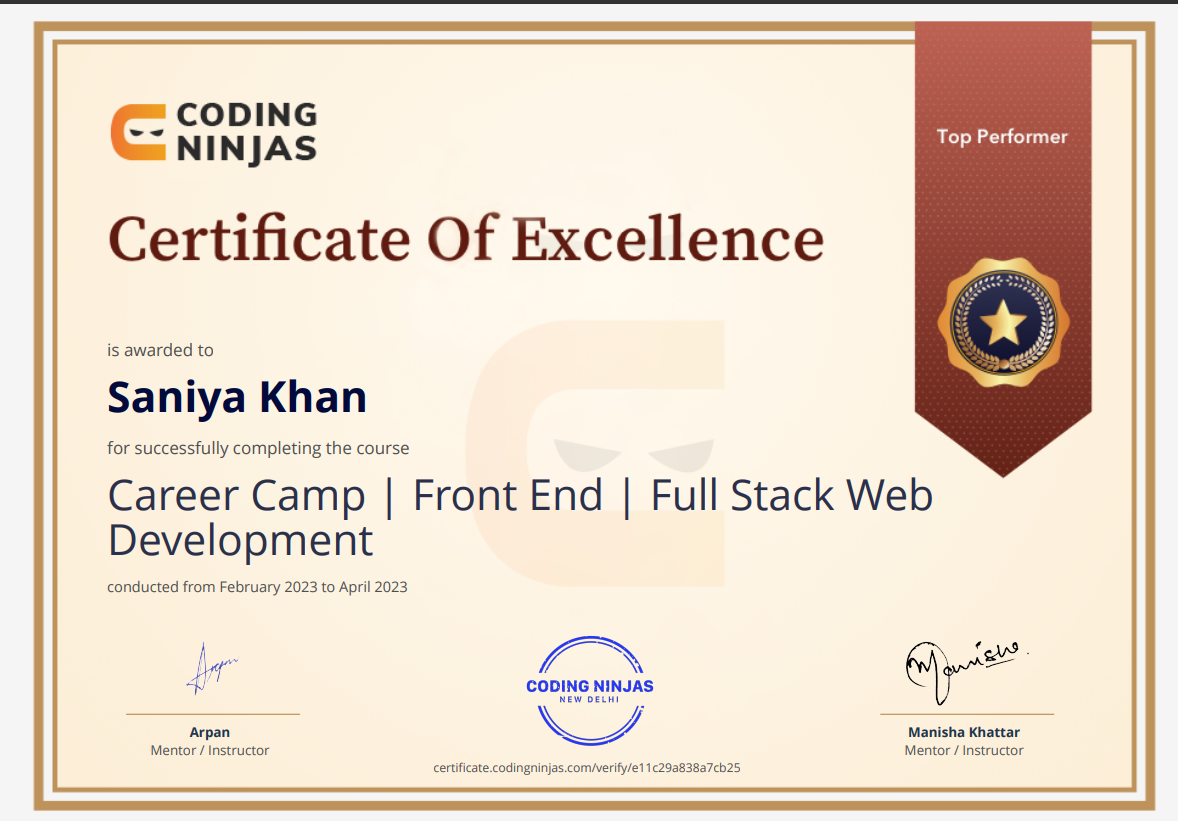 CODING
NINJAS
Top Performer
Certificate Of Excellence
is awarded to
Saniya Khan
for successfully completing the course
Career Camp | Front End | Full Stack Web
Development
conducted from February 2023 to April 2023
Arpan
Manisha
CODING NINJAS
NEW DELHI
Arpan
Mentor / Instructor
Manisha Khattar
Mentor / Instructor
certificate.codingninjas.com/verify/e11c29a838a7cb25